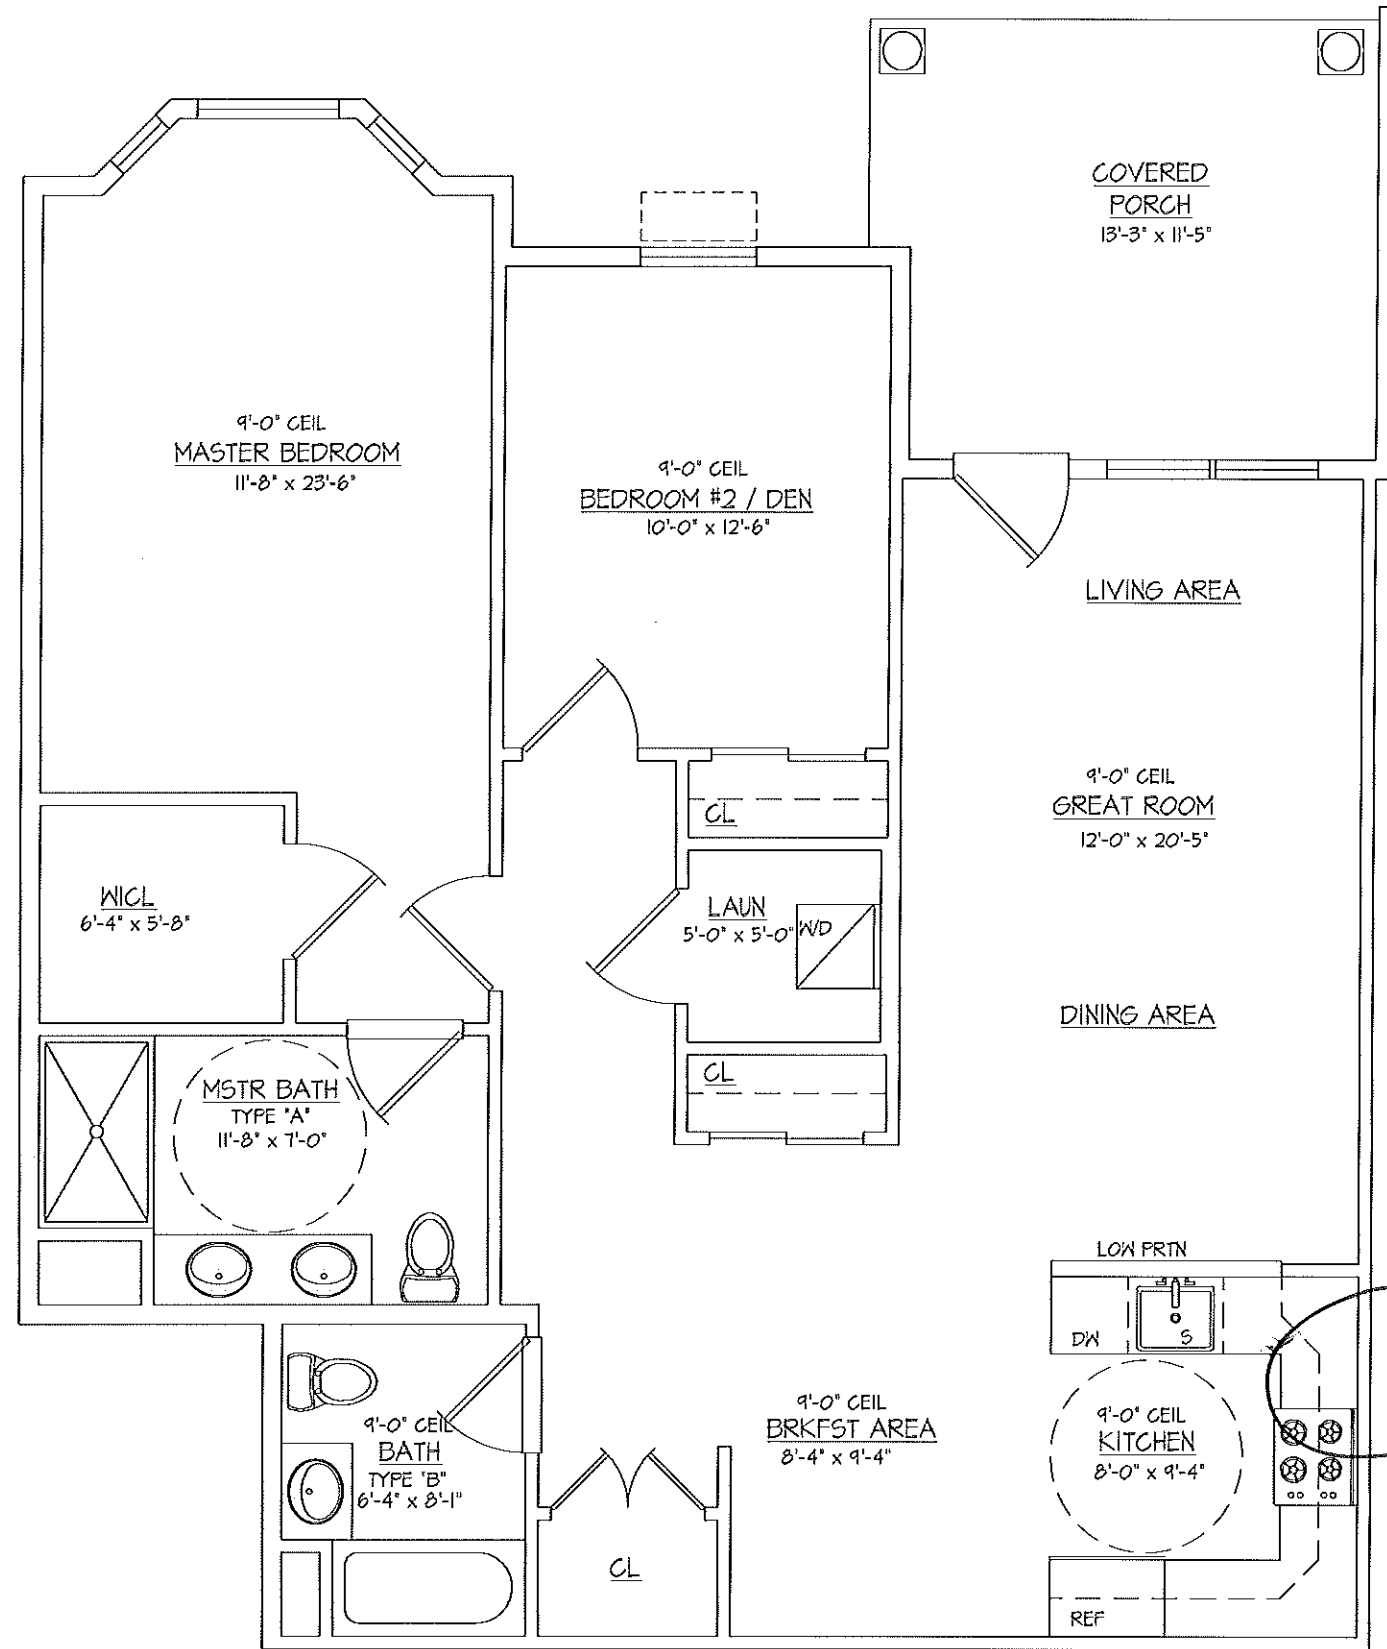 COVERED
PORCH
13'-3" x 11'-5"
9'-0" CEIL
MASTER BEDROOM
11'-8" x 23'-6"
9'-0" CEIL
BEDROOM #2 / DEN
10'-0" x 12'-6"
LIVING AREA
9'-0" CEIL
GREAT ROOM
12'-0" x 20'-5"
CL
WICL
6'-4" x 5'-8"
LAUN
5'-0" x 5'-0"
W/D
DINING AREA
CL
MSTR BATH
TYPE "A"
11'-8" x 7'-0"
LOW PRTN
DW
S
9'-0" CEIL
BATH
TYPE "B"
6'-4" x 8'-1"
9'-0" CEIL
BRKFST AREA
8'-4" x 9'-4"
9'-0" CEIL
KITCHEN
8'-0" x 9'-4"
CL
REF